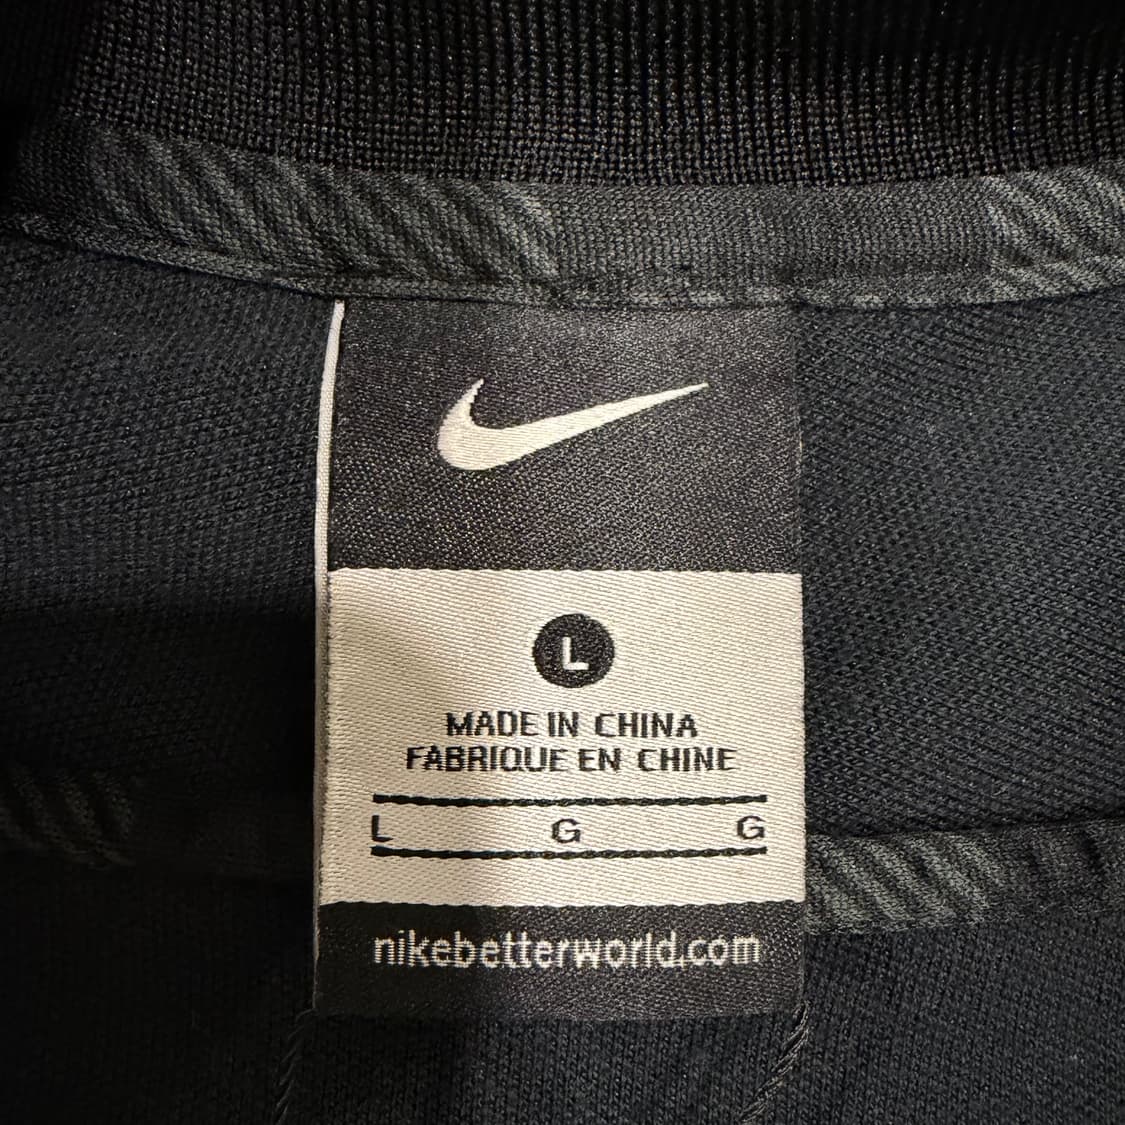 L
MADE IN CHINA
FABRIQUE EN CHINE
L G G
nikebetterworld.com